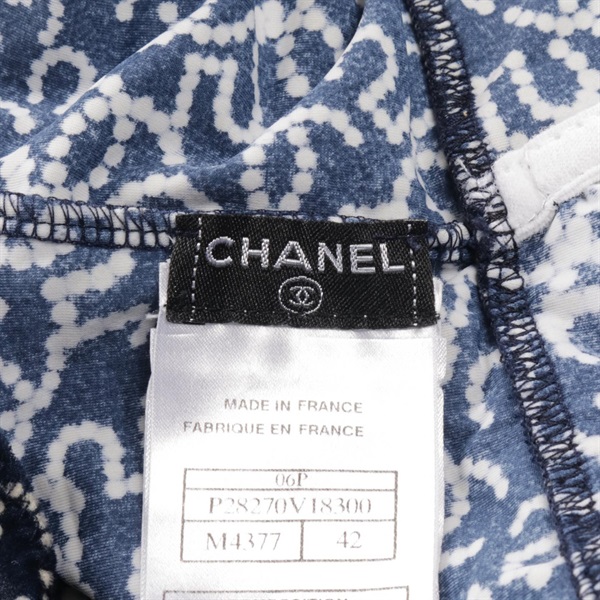 CHANEL
MADE IN FRANCE
FABRIQUE EN FRANCE
06P
P28270V18300
M4377 42